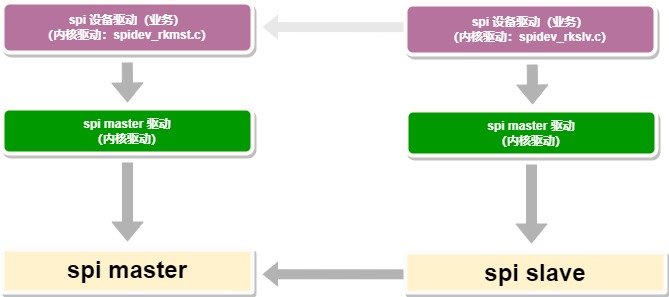 spi 设备驱动（业务）
(内核驱动：spidev_rkmst.c)
spi 设备驱动（业务）
(内核驱动：spidev_rkslv.c)
spi master 驱动
(内核驱动)
spi master 驱动
(内核驱动)
spi master
spi slave